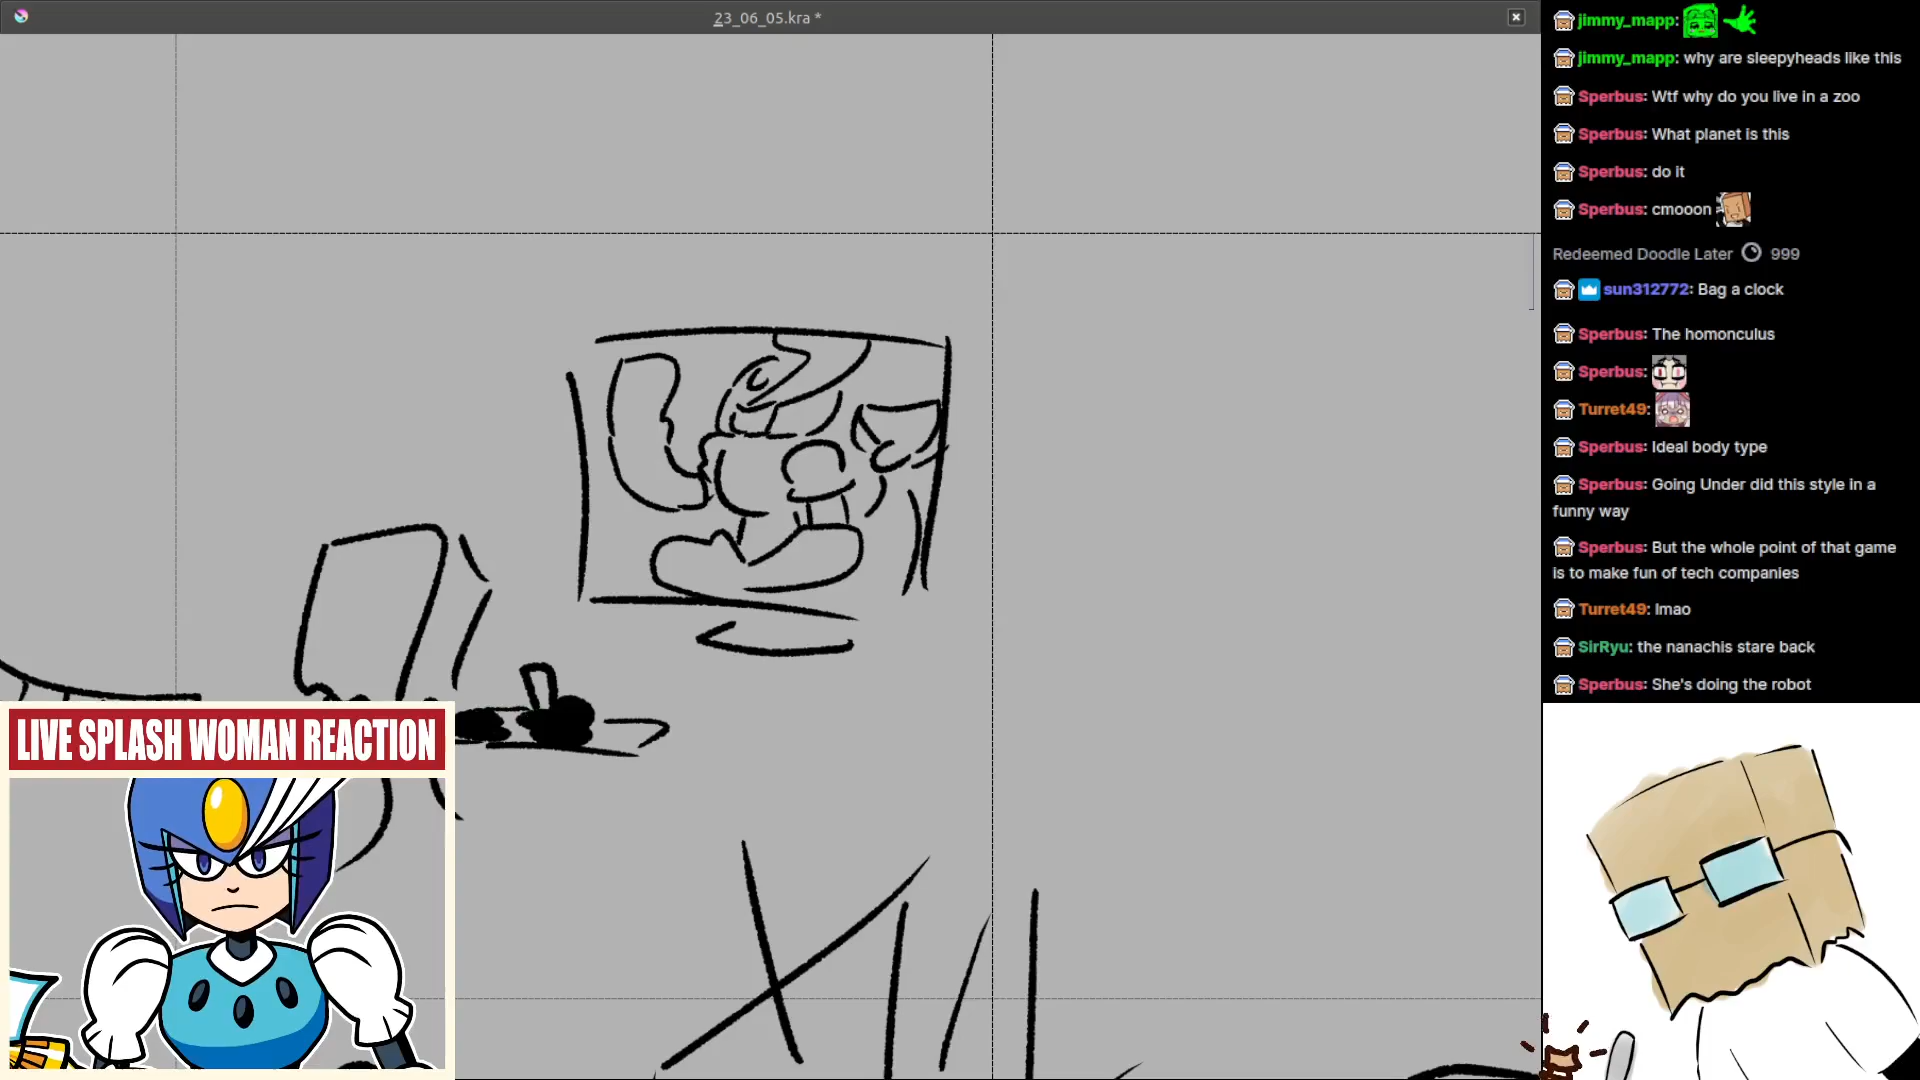 23_06_05.kra *
jimmy_mapp:
jimmy_mapp: why are sleepyheads like this
Sperbus: Wtf why do you live in a zoo
Sperbus: What planet is this
Sperbus: do it
Sperbus: cmooon
Redeemed Doodle Later 999
sun312772: Bag a clock
Sperbus: The homonculus
Sperbus:
Turret49:
Sperbus: Ideal body type
Sperbus: Going Under did this style in a
funny way
Sperbus: But the whole point of that game
is to make fun of tech companies
Turret49: lmao
SirRyu: the nanachis stare back
Sperbus: She's doing the robot
LIVE SPLASH WOMAN REACTION